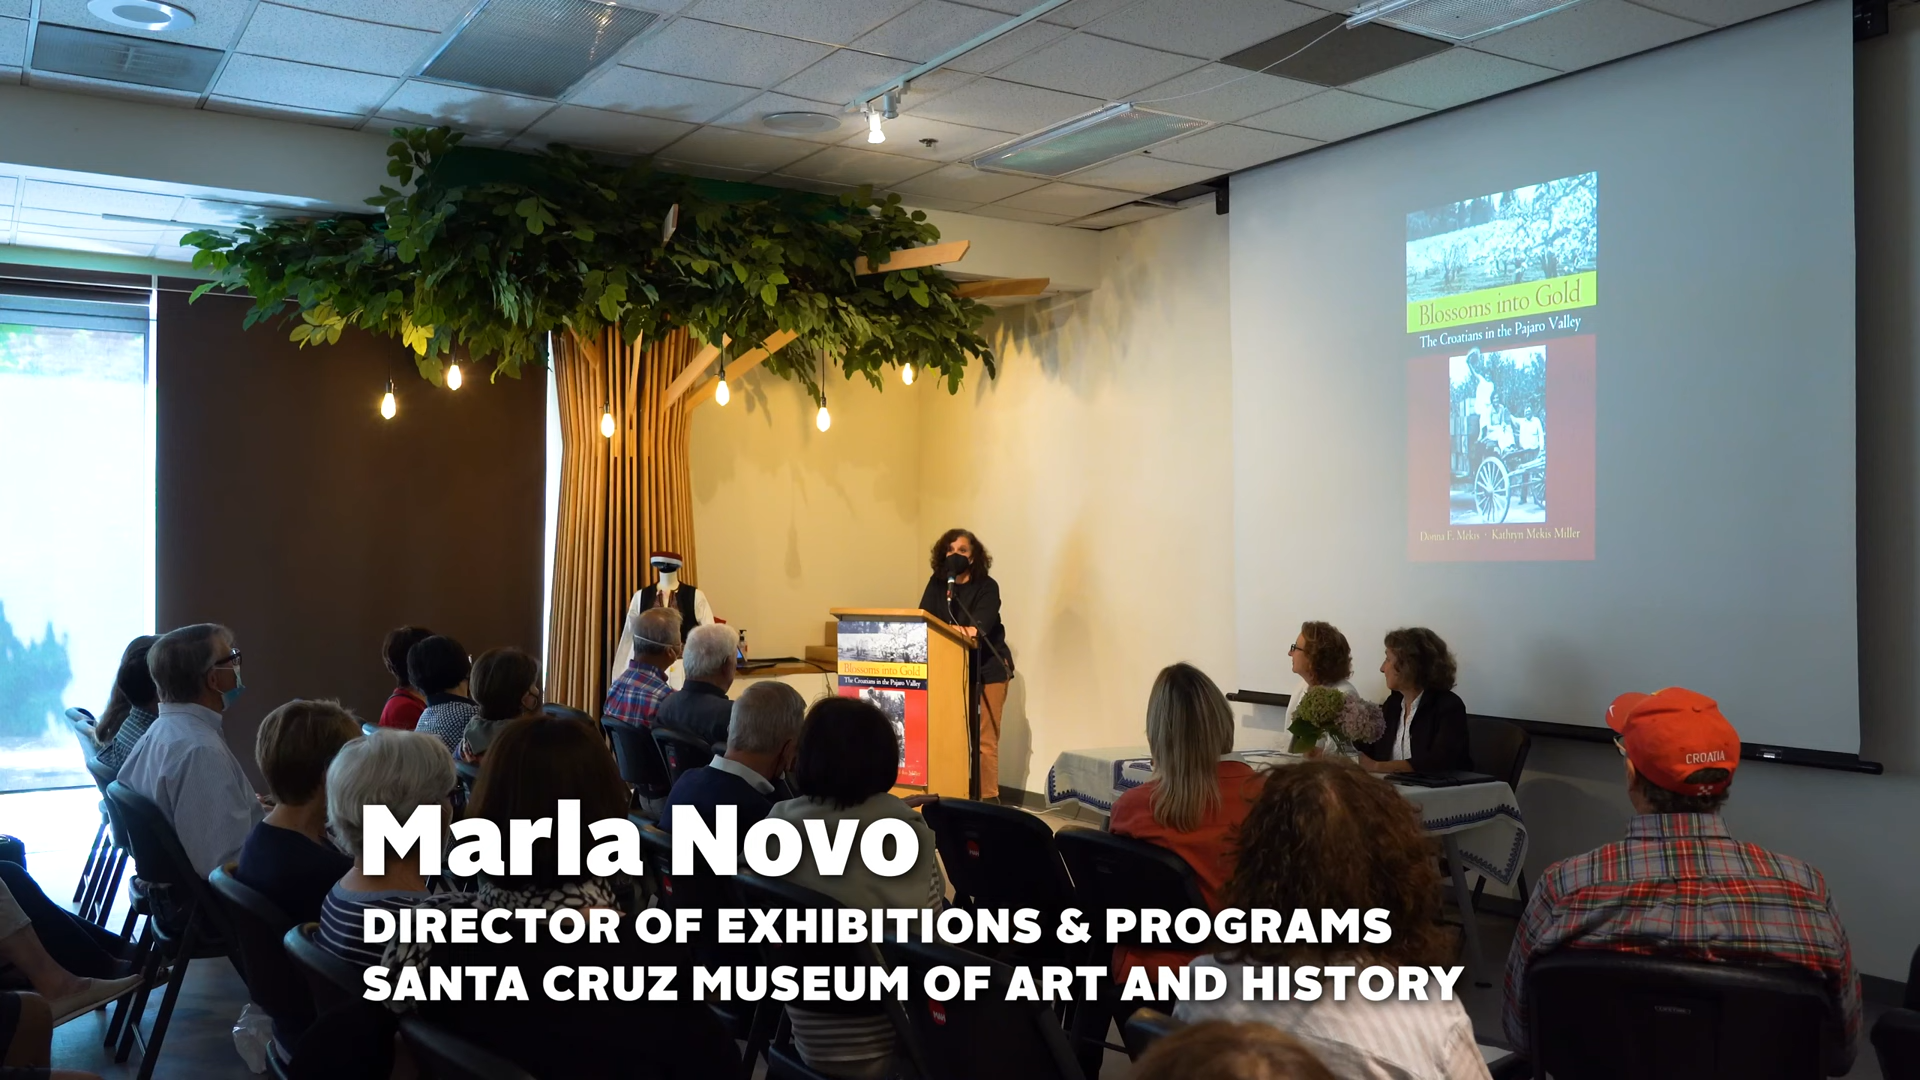 Blossoms into Gold
The Croatians in the Pajaro Valley
Donna F. Mekis · Kathryn Mekis Miller
Blossoms into Gold
The Croatians in the Pajaro Valley
CROATIA
Marla Novo
DIRECTOR OF EXHIBITIONS & PROGRAMS
SANTA CRUZ MUSEUM OF ART AND HISTORY